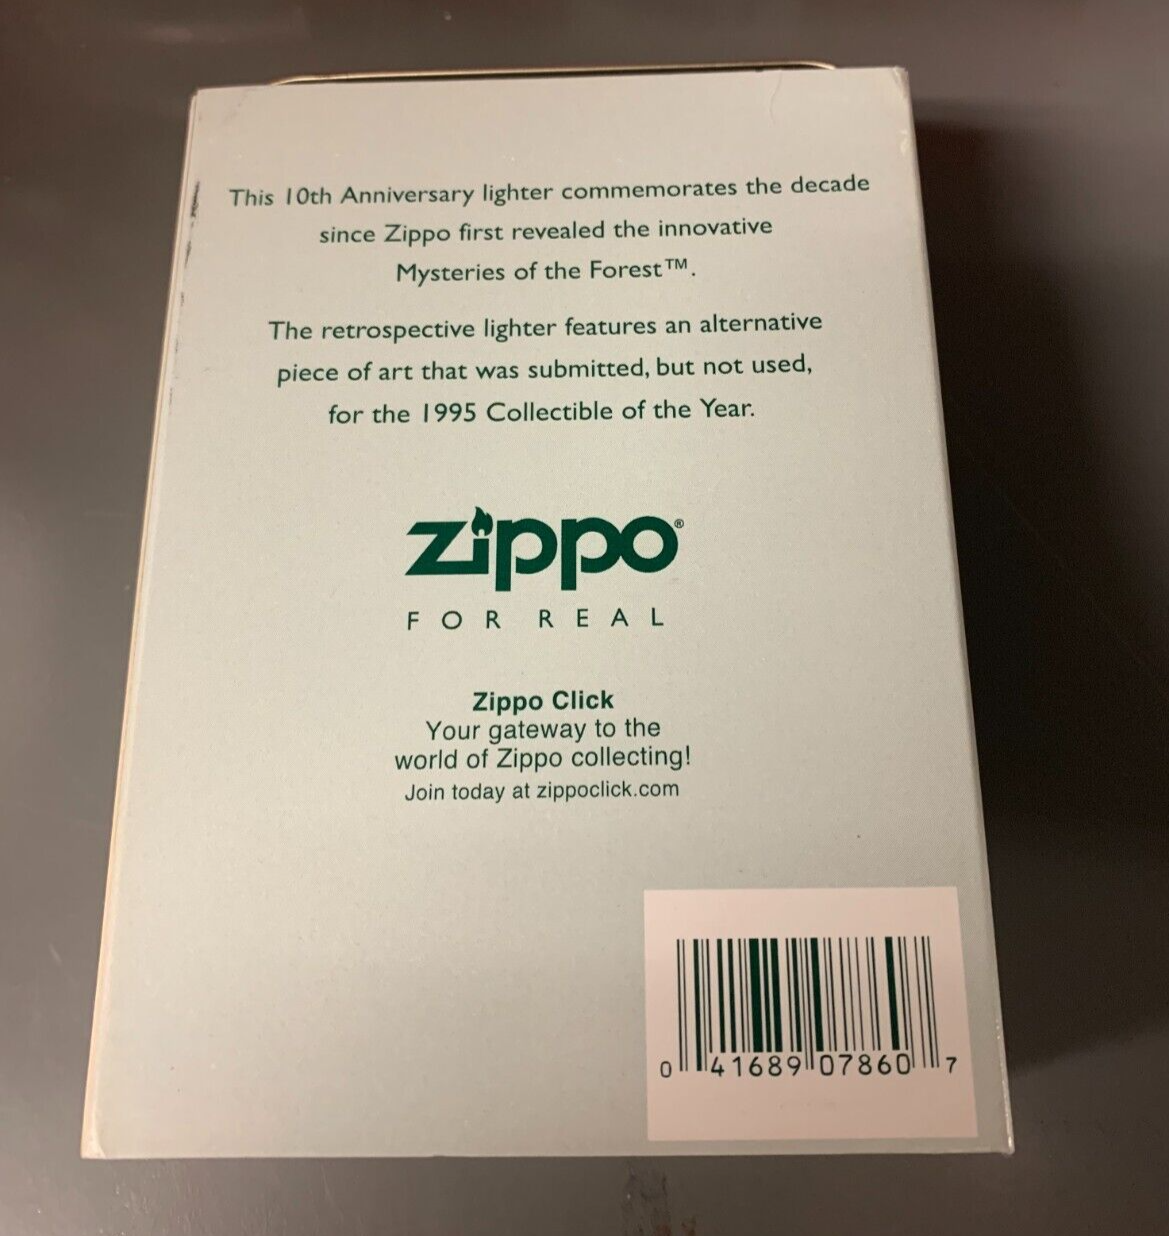 This 10th Anniversary lighter commemorates the decade
since Zippo first revealed the innovative
Mysteries of the Forest™.
The retrospective lighter features an alternative
piece of art that was submitted, but not used,
for the 1995 Collectible of the Year.
zippo®
FOR REAL
Zippo Click
Your gateway to the
world of Zippo collecting!
Join today at zippoclick.com
0 41689 07860 7